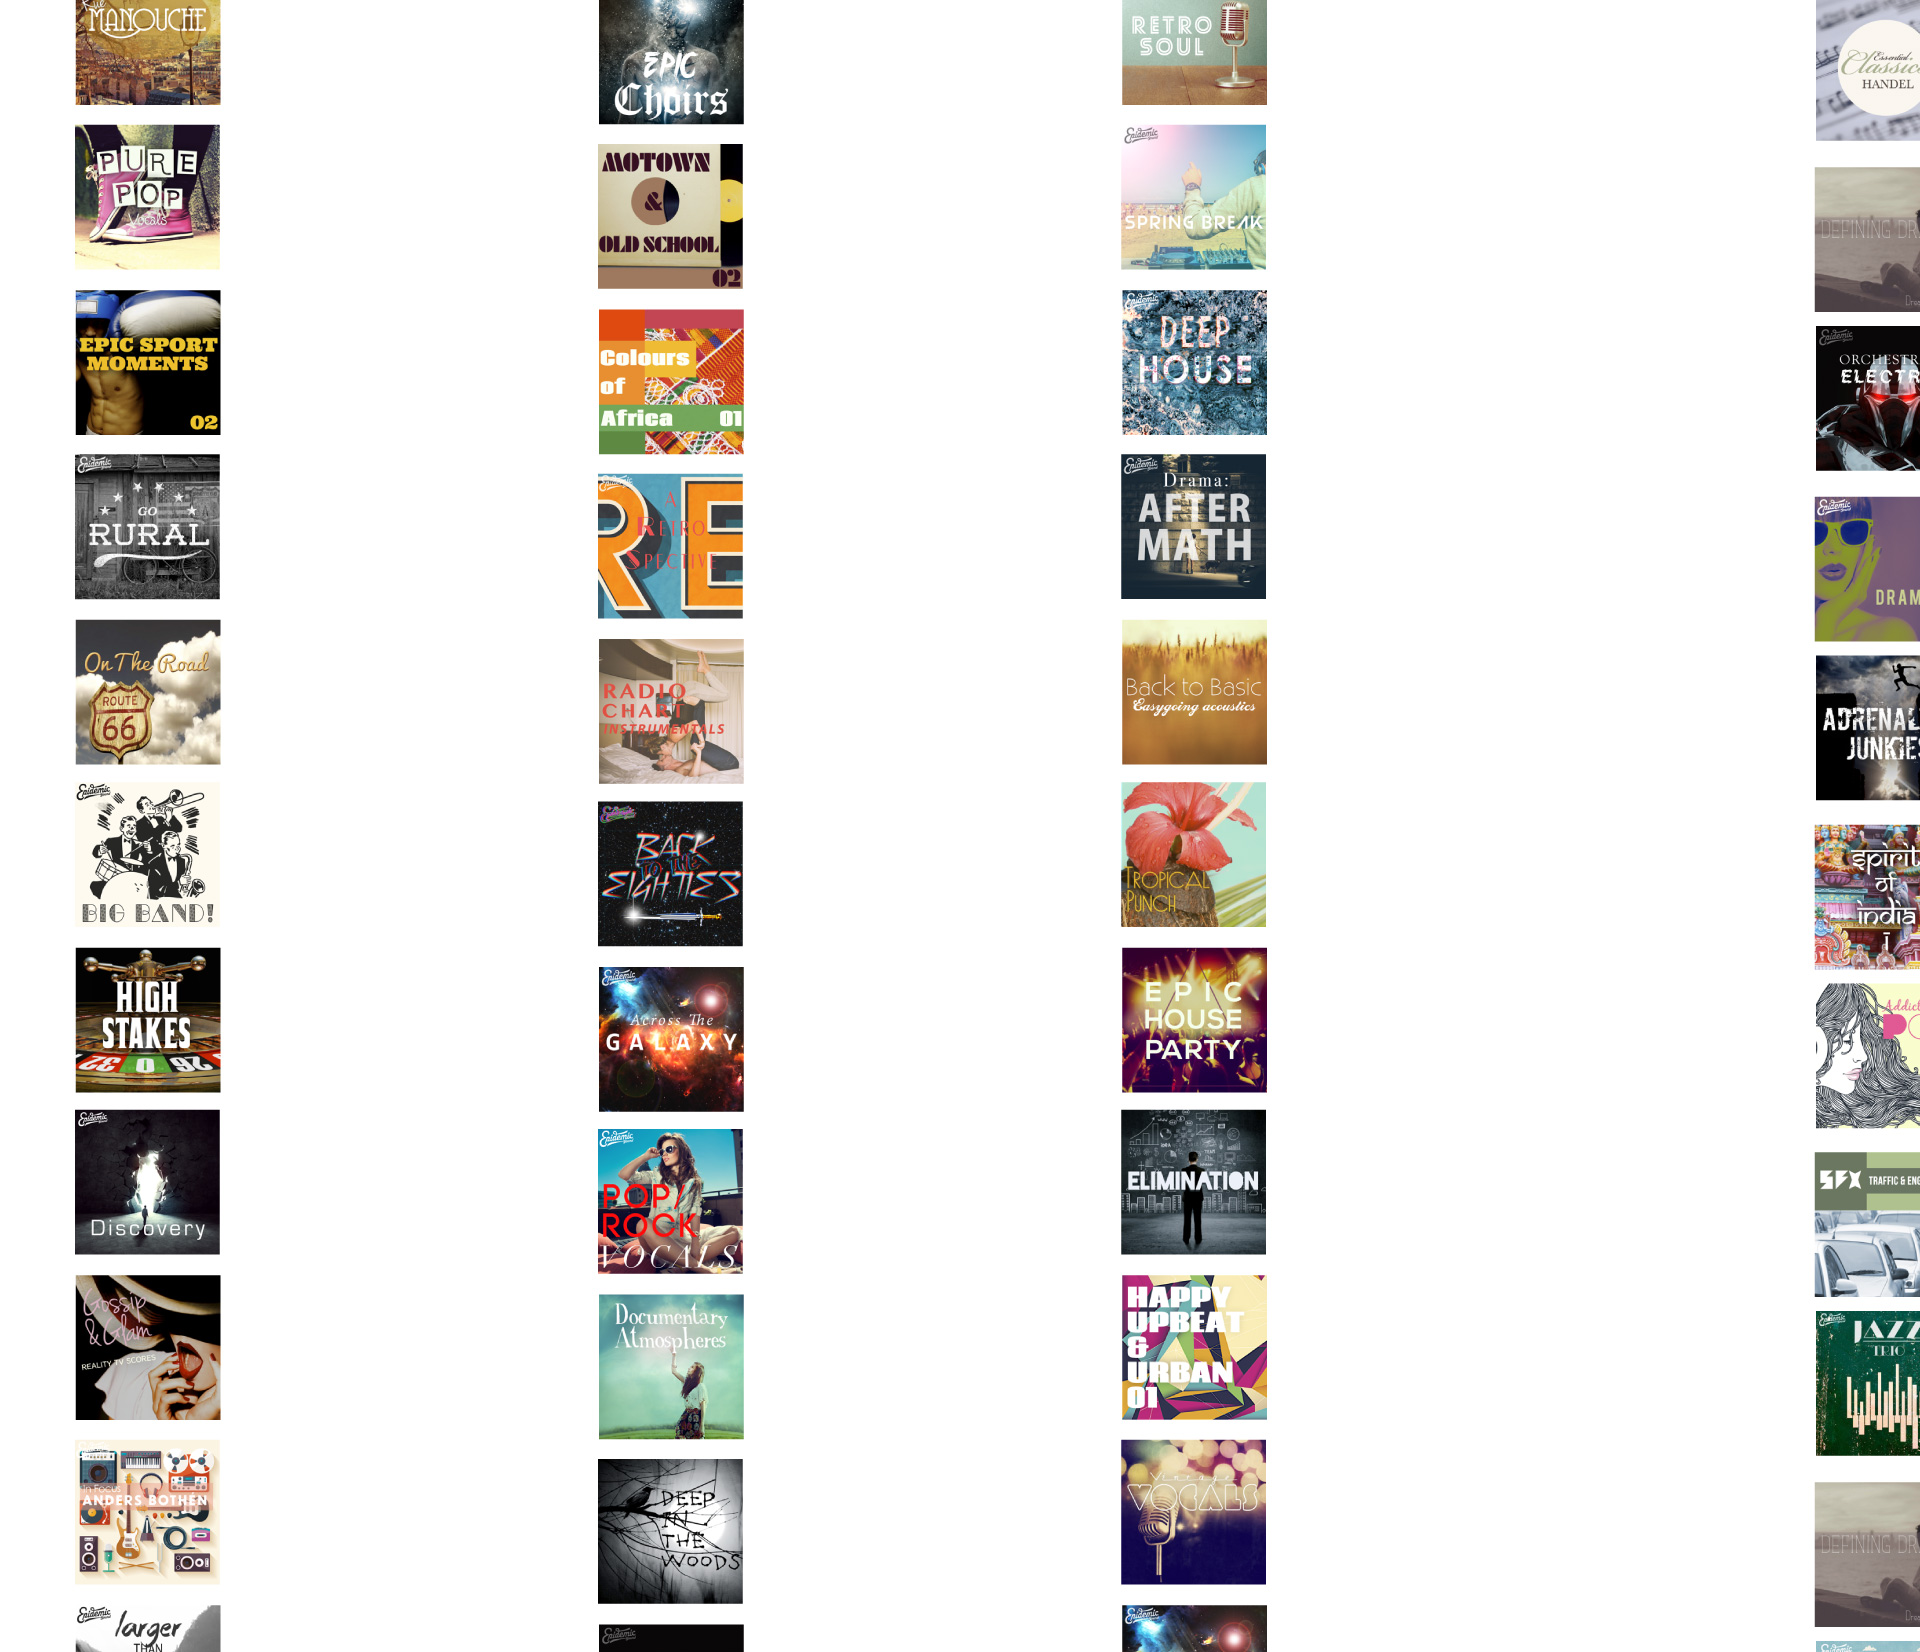 Rue
MANOUCHE
PURE
POP
Vocals
EPIC SPORT
MOMENTS
02
Epidemic
GO
RURAL
On The Road
ROUTE
66
Epidemic
BIG BAND!
HIGH
STAKES
Epidemic
Discovery
Gossip
& Glam
REALITY TV SCORES
In Focus
ANDERS BOTHÉN
10
Epidemic
larger
THAN
EPIC
Choirs
MOTOWN
&
OLD SCHOOL
02
Colours
of
Africa 01
Epidemic
RE
A
RETRO
SPECTIVE
RADIO
CHART
INSTRUMENTALS
Epidemic
BACK
TO THE
EIGHTIES
Epidemic
Across The
GALAXY
Epidemic
POP/
ROCK
VOCALS
Documentary
Atmospheres
DEEP
IN
THE
WOODS
Epidemic
RETRO
SOUL
Epidemic
SPRING BREAK
Epidemic
DEEP
HOUSE
Epidemic
Drama:
AFTER
MATH
Back to Basic
Easygoing acoustics
TROPICAL
PUNCH
EPIC
HOUSE
PARTY
ELIMINATION
HAPPY
UPBEAT
&
URBAN
01
Vintage
VOCALS
Epidemic
Essential
Classic
HANDEL
DEFINING DR
Epidemic
ORCHESTR
ELECTR
Epidemic
DRAM
ADRENAL
JUNKIES
spirit
of
india
1
Addic
PO
SFX TRAFFIC & ENG
Epidemic
JAZZ
TRIO
DEFINING DR
Epidemic